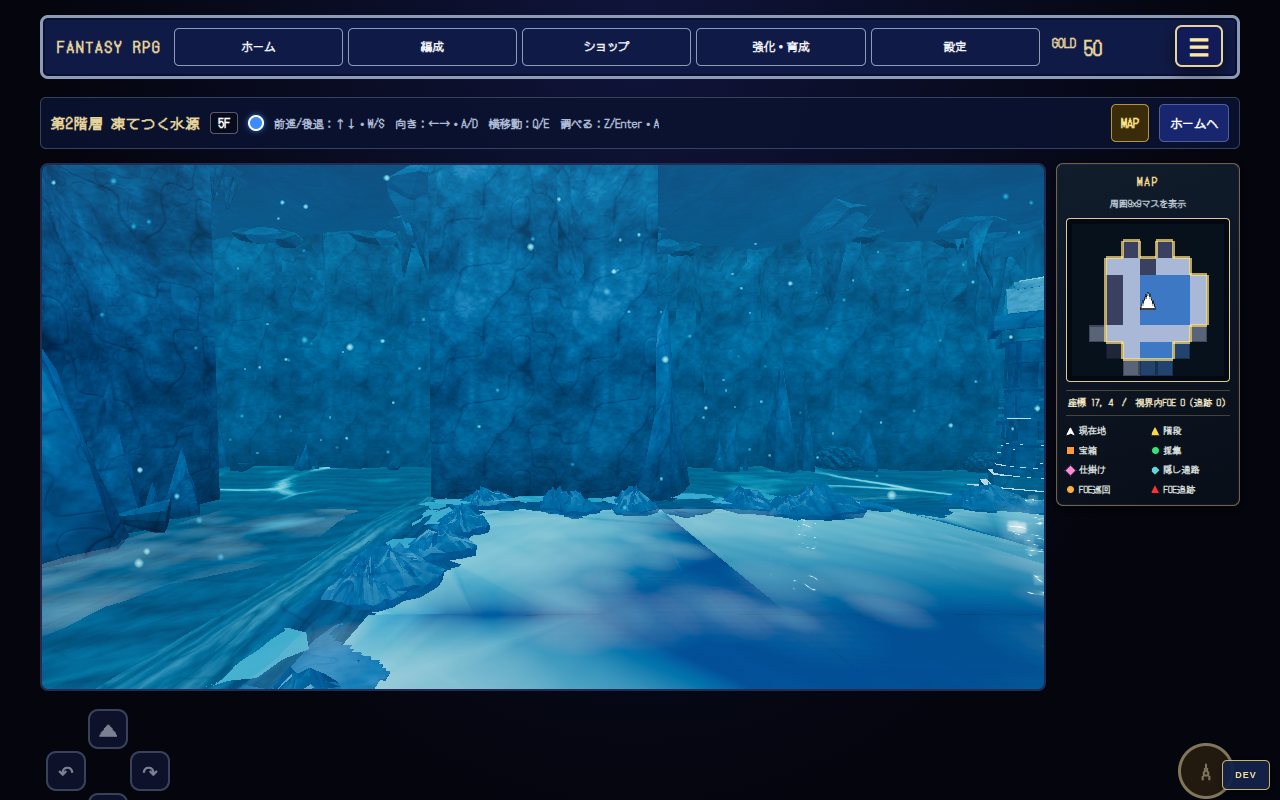 FANTASY RPG
ホーム
編成
ショップ
強化・育成
設定
GOLD 50
第2階層 凍てつく水源
5F
前進/後退:↑↓・W/S 向き:←→・A/D 横移動:Q/E 調べる:Z/Enter・A
MAP
ホームへ
MAP
周囲9x9マスを表示
座標 17, 4 / 視界内FOE 0 (追跡 0)
現在地
階段
宝箱
採集
仕掛け
隠し通路
FOE巡回
FOE追跡
A
DEV